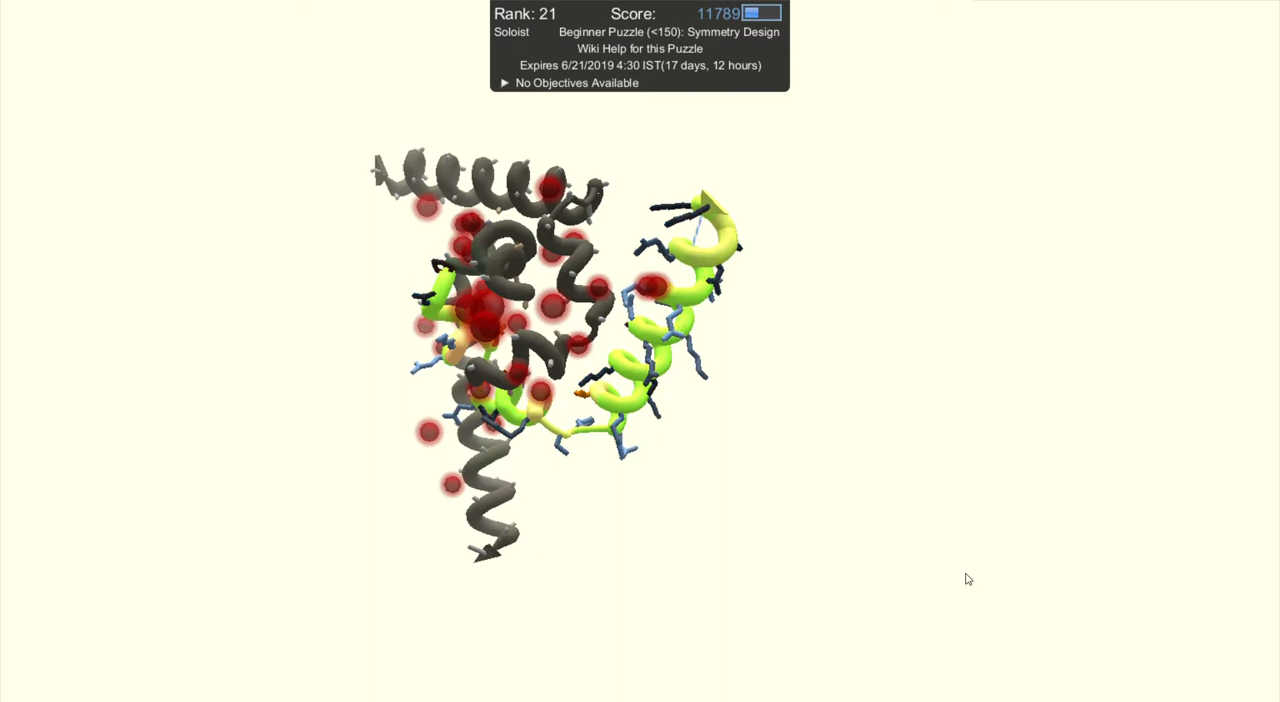 Rank: 21 Score: 11789
Soloist Beginner Puzzle (<150): Symmetry Design
Wiki Help for this Puzzle
Expires 6/21/2019 4:30 IST(17 days, 12 hours)
No Objectives Available